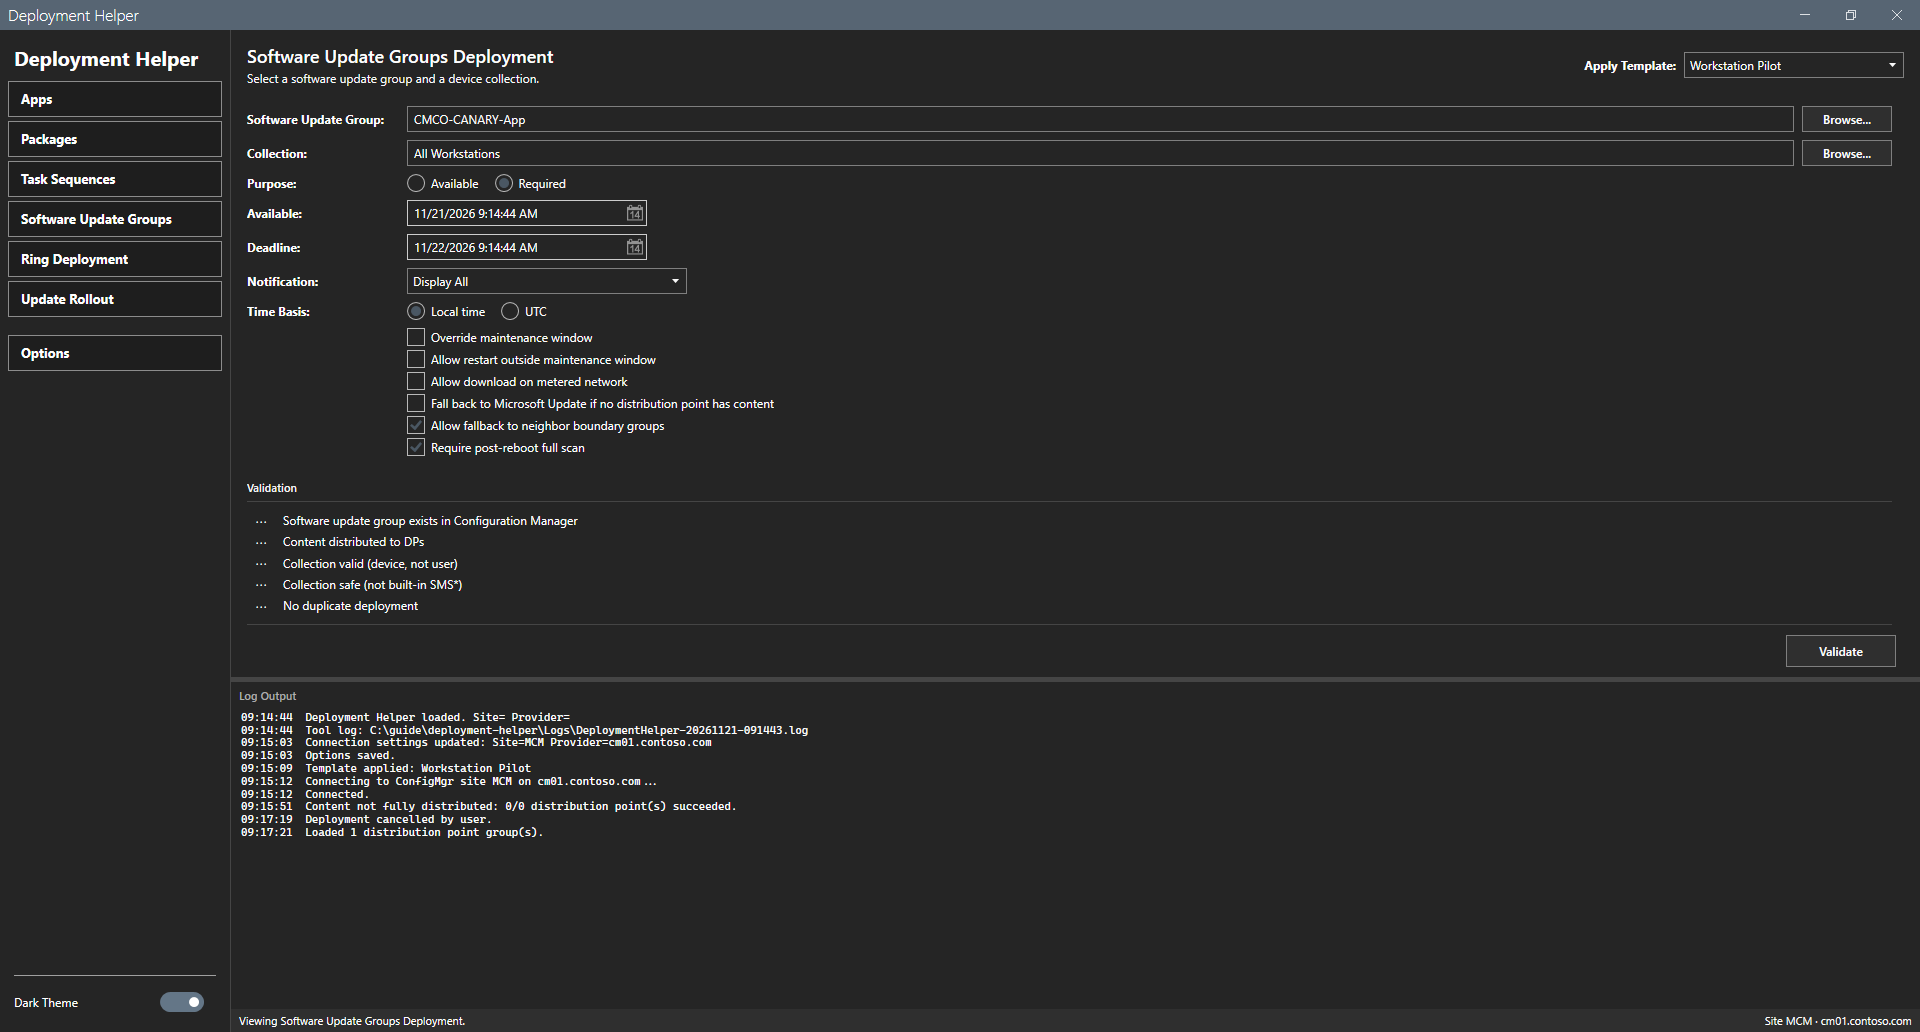 Deployment Helper
Deployment Helper
Apps
Packages
Task Sequences
Software Update Groups
Ring Deployment
Update Rollout
Options
Dark Theme
Software Update Groups Deployment
Select a software update group and a device collection.
Apply Template: Workstation Pilot
Software Update Group: CMCO-CANARY-App Browse...
Collection: All Workstations Browse...
Purpose: Available Required
Available: 11/21/2026 9:14:44 AM 14
Deadline: 11/22/2026 9:14:44 AM 14
Notification: Display All
Time Basis: Local time UTC
Override maintenance window
Allow restart outside maintenance window
Allow download on metered network
Fall back to Microsoft Update if no distribution point has content
Allow fallback to neighbor boundary groups
Require post-reboot full scan
Validation
... Software update group exists in Configuration Manager
... Content distributed to DPs
... Collection valid (device, not user)
... Collection safe (not built-in SMS*)
... No duplicate deployment
Validate
Log Output
09:14:44 Deployment Helper loaded. Site= Provider=
09:14:44 Tool log: C:\guide\deployment-helper\Logs\DeploymentHelper-20261121-091443.log
09:15:03 Connection settings updated: Site=MCM Provider=cm01.contoso.com
09:15:03 Options saved.
09:15:09 Template applied: Workstation Pilot
09:15:12 Connecting to ConfigMgr site MCM on cm01.contoso.com...
09:15:12 Connected.
09:15:51 Content not fully distributed: 0/0 distribution point(s) succeeded.
09:17:19 Deployment cancelled by user.
09:17:21 Loaded 1 distribution point group(s).
Viewing Software Update Groups Deployment.
Site MCM · cm01.contoso.com